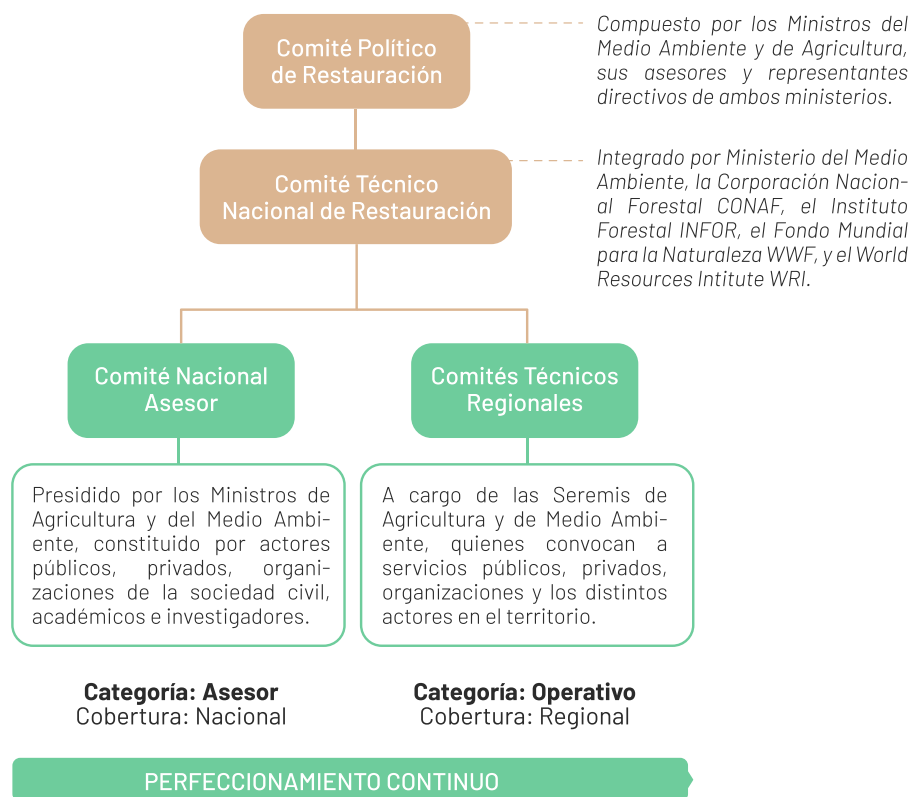 Comité Político
de Restauración
Compuesto por los Ministros del
Medio Ambiente y de Agricultura,
sus asesores y representantes
directivos de ambos ministerios.
Comité Técnico
Nacional de Restauración
Integrado por Ministerio del Medio
Ambiente, la Corporación Nacion-
al Forestal CONAF, el Instituto
Forestal INFOR, el Fondo Mundial
para la Naturaleza WWF, y el World
Resources Intitute WRI.
Comité Nacional
Asesor
Presidido por los Ministros de
Agricultura y del Medio Ambi-
ente, constituido por actores
públicos, privados, organi-
zaciones de la sociedad civil,
académicos e investigadores.
Categoría: Asesor
Cobertura: Nacional
Comités Técnicos
Regionales
A cargo de las Seremis de
Agricultura y de Medio Ambi-
ente, quienes convocan a
servicios públicos, privados,
organizaciones y los distintos
actores en el territorio.
Categoría: Operativo
Cobertura: Regional
PERFECCIONAMIENTO CONTINUO